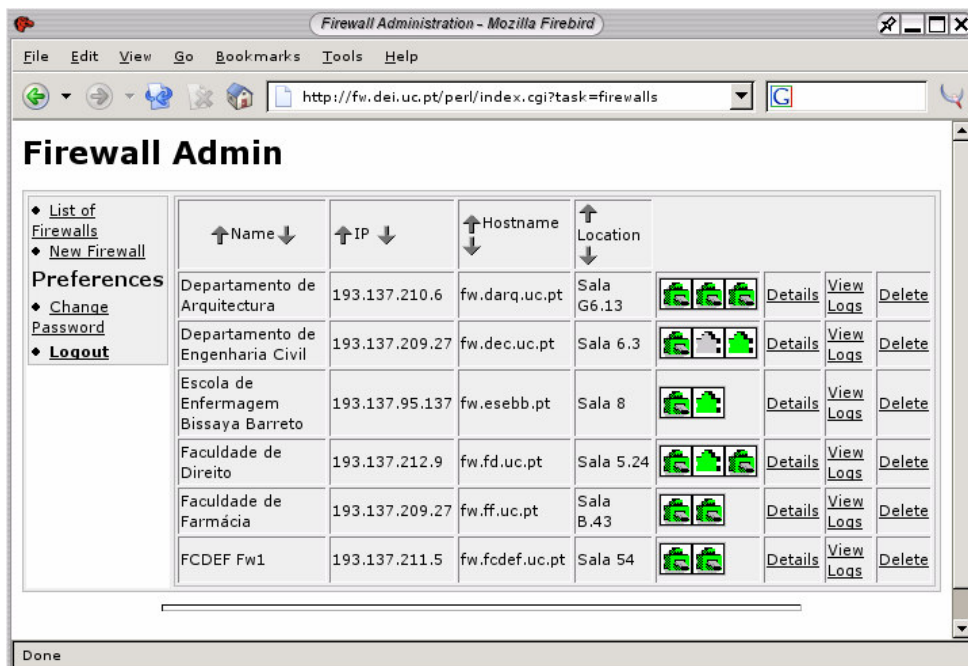 Firewall Administration - Mozilla Firebird
File Edit View Go Bookmarks Tools Help
http://fw.dei.uc.pt/perl/index.cgi?task=firewalls
G
Firewall Admin
List of
Firewalls
New Firewall
Preferences
Change
Password
Logout
Name IP Hostname Location
Departamento de
Arquitectura
193.137.210.6
fw.darq.uc.pt
Sala
G6.13
Details
View
Logs
Delete
Departamento de
Engenharia Civil
193.137.209.27
fw.dec.uc.pt
Sala 6.3
Details
View
Logs
Delete
Escola de
Enfermagem
Bissaya Barreto
193.137.95.137
fw.esebb.pt
Sala 8
Details
View
Logs
Delete
Faculdade de
Direito
193.137.212.9
fw.fd.uc.pt
Sala 5.24
Details
View
Logs
Delete
Faculdade de
Farmácia
193.137.209.27
fw.ff.uc.pt
Sala
B.43
Details
View
Logs
Delete
FCDEF Fw1
193.137.211.5
fw.fcdef.uc.pt
Sala 54
Details
View
Logs
Delete
Done